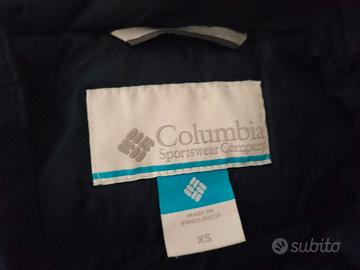 Columbia
Sportswear Company
MADE IN
BANGLADESH
XS
subito